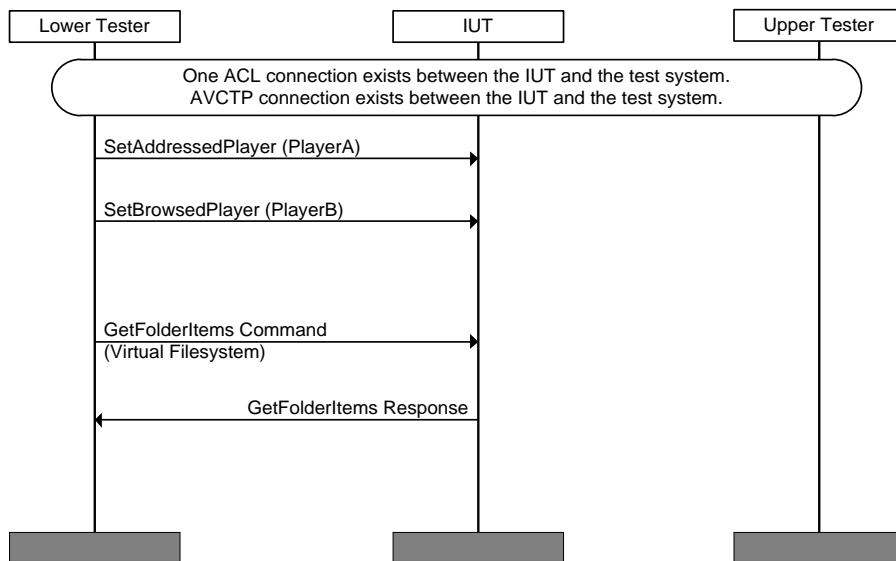 Lower Tester
IUT
Upper Tester
One ACL connection exists between the IUT and the test system.
AVCTP connection exists between the IUT and the test system.
SetAddressedPlayer (PlayerA)
SetBrowsedPlayer (PlayerB)
GetFolderItems Command
(Virtual Filesystem)
GetFolderItems Response